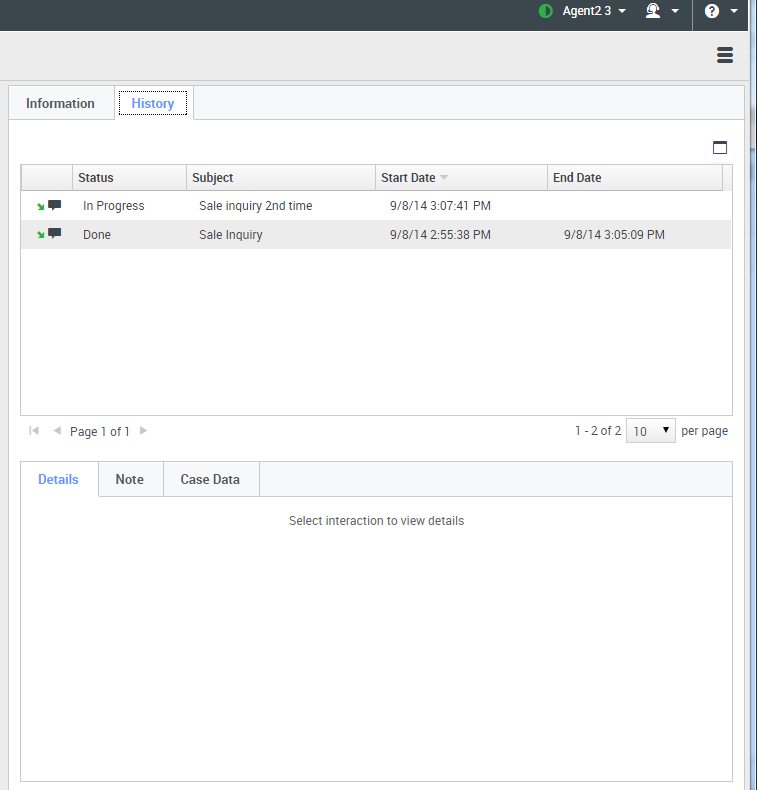 Agent2 3 ?
Information History
Status Subject Start Date End Date
In Progress Sale inquiry 2nd time 9/8/14 3:07:41 PM
Done Sale Inquiry 9/8/14 2:55:38 PM 9/8/14 3:05:09 PM
Page 1 of 1 1 - 2 of 2 10 per page
Details Note Case Data
Select interaction to view details